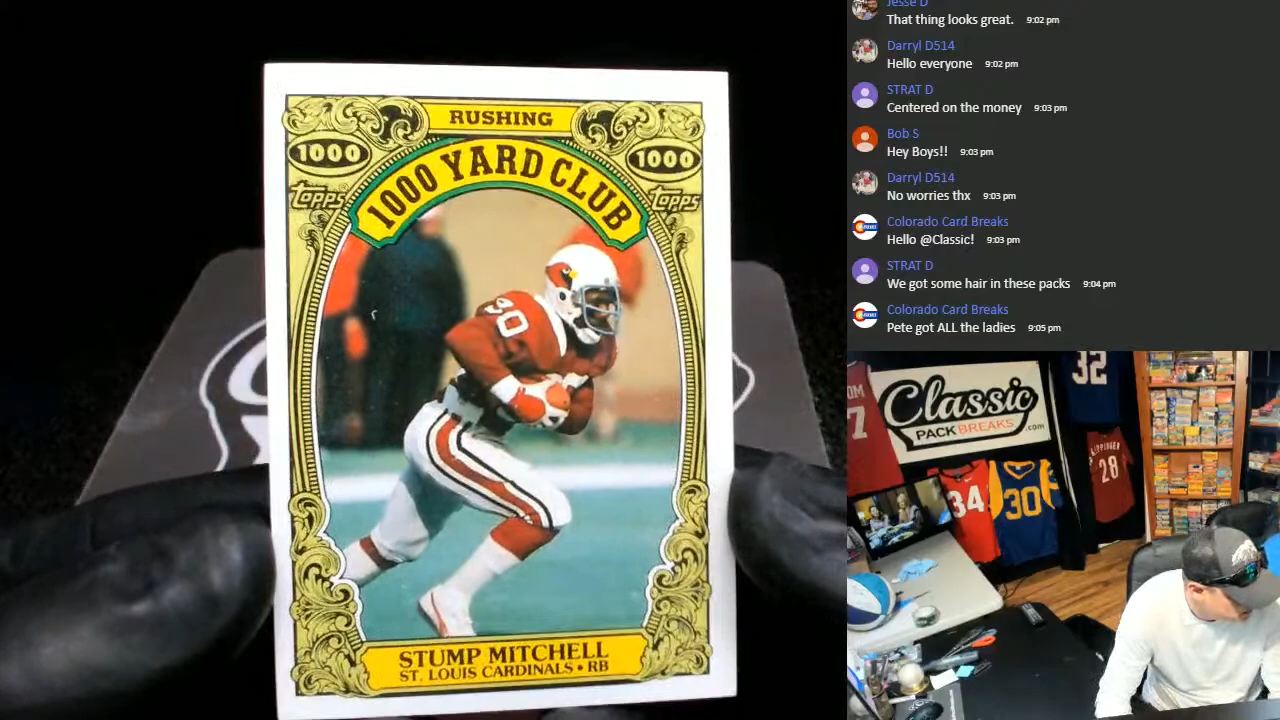 RUSHING
1000
1000
1000 YARD CLUB
Topps
Topps
30
STUMP MITCHELL
ST. LOUIS CARDINALS • RB
Jesse D
That thing looks great. 9:02 pm
Darryl D514
Hello everyone 9:02 pm
STRAT D
Centered on the money 9:03 pm
Bob S
Hey Boys!! 9:03 pm
Darryl D514
No worries thx 9:03 pm
Colorado Card Breaks
Hello @Classic! 9:03 pm
STRAT D
We got some hair in these packs 9:04 pm
Colorado Card Breaks
Pete got ALL the ladies 9:05 pm
Classic
PACK BREAKS.com
32
7
34
30
28